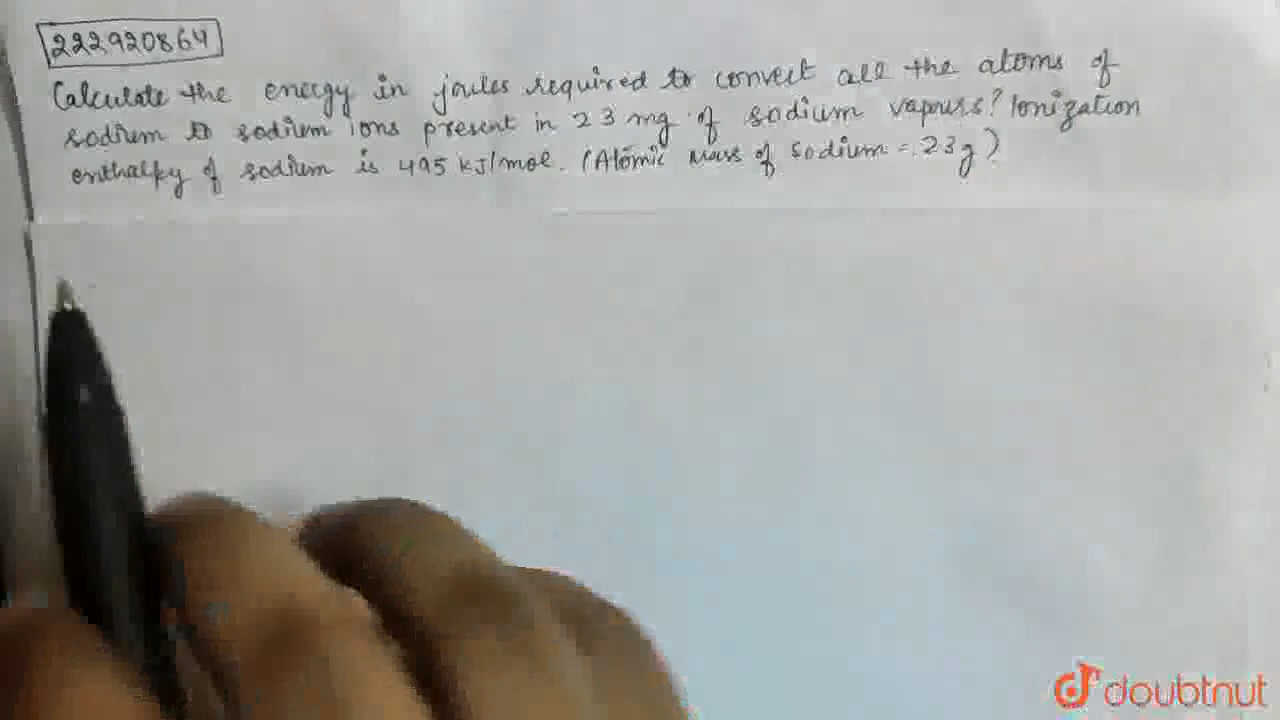 222920864
Calculate the energy in joules required to convert all the atoms of
sodium to sodium ions present in 23 mg of sodium vapurs? Ionization
enthalpy of sodium is 495 kJ/mol. (Atomic Mass of sodium = 23g)
doubtnut